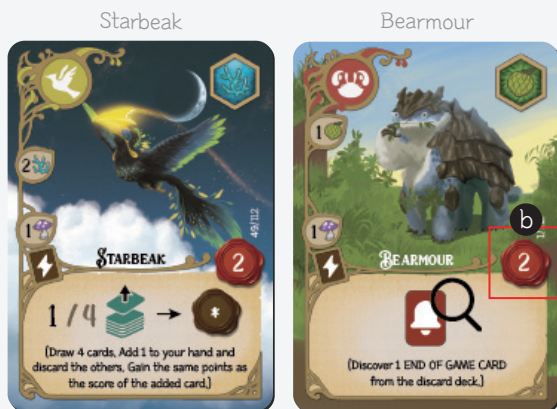 Starbeak
Bearmour
2
1
49/112
STARBEAK
2
1 / 4
(Draw 4 cards. Add 1 to your hand and
discard the others. Gain the same points as
the score of the added card.)
1
1
b
BEARMOUR
2
(Discover 1 END OF GAME CARD
from the discard deck.)